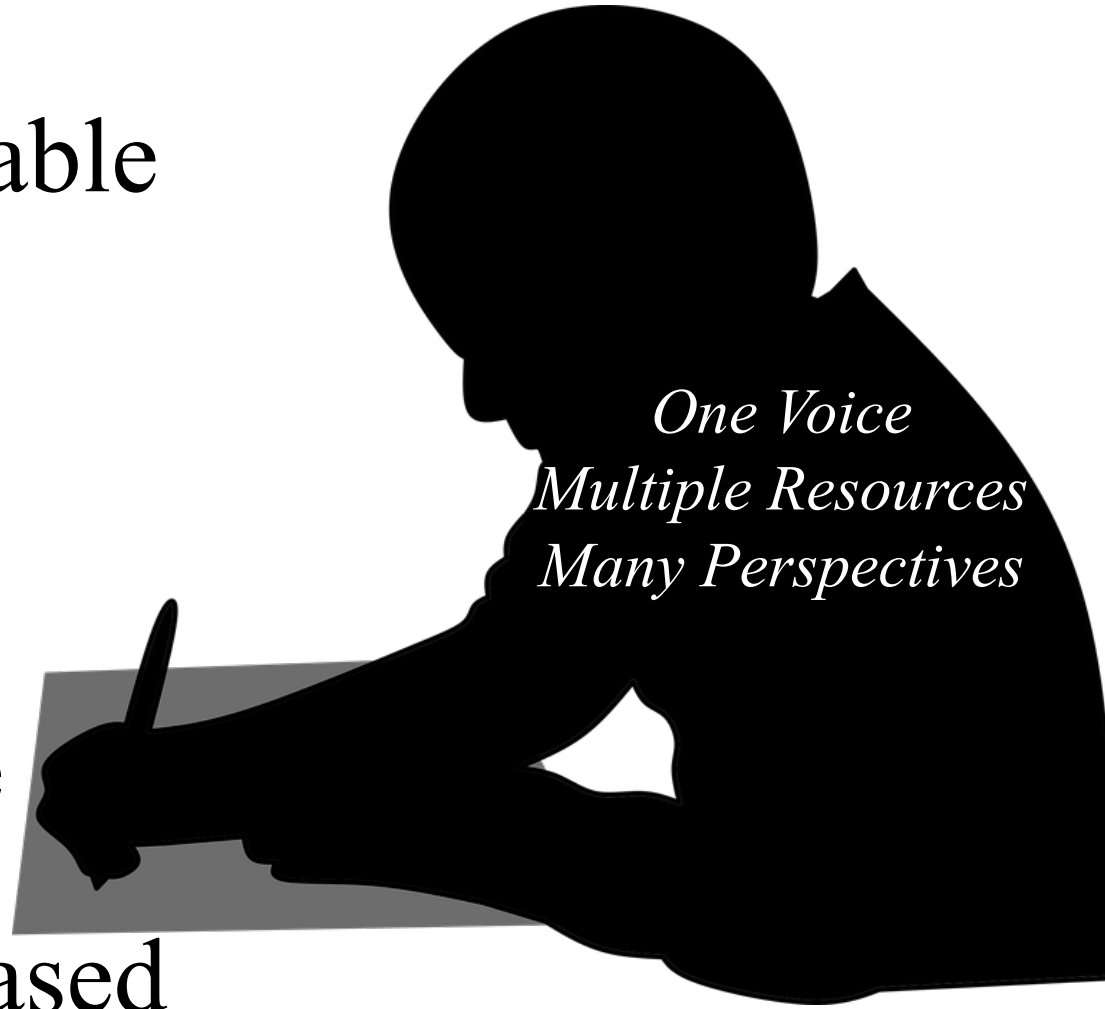 able
One Voice
Multiple Resources
Many Perspectives
e
ased